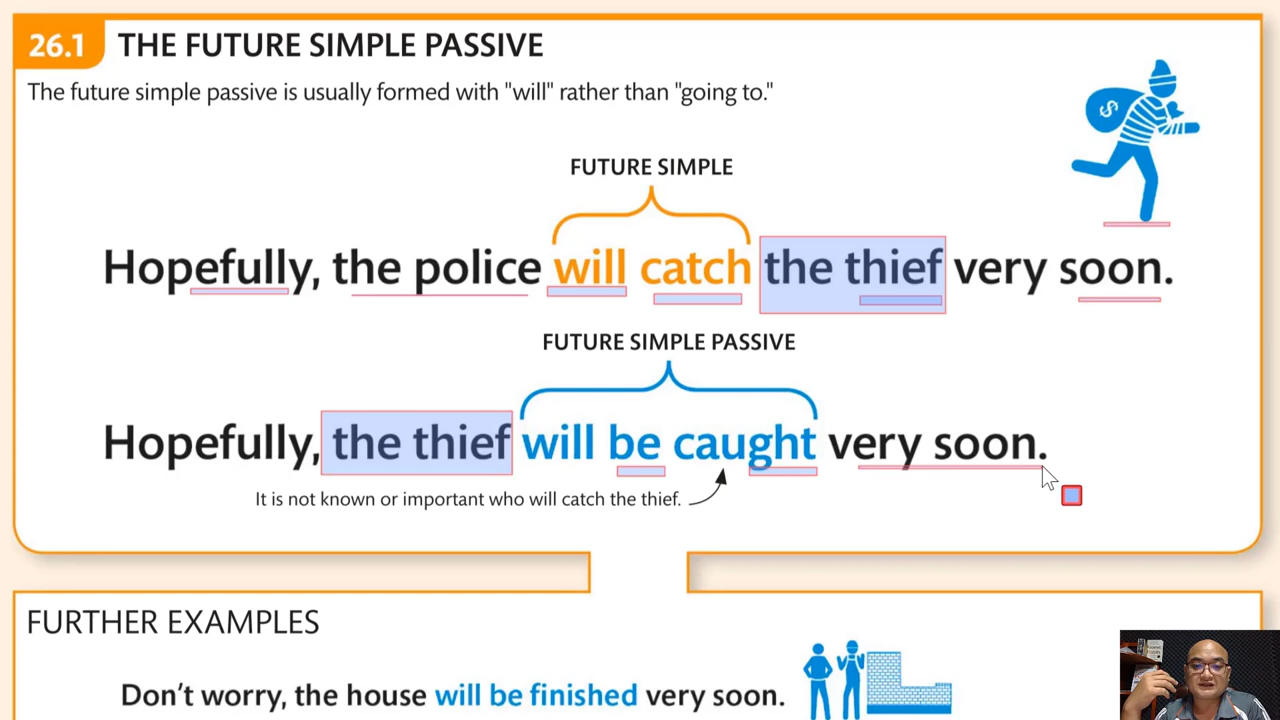 26.1 THE FUTURE SIMPLE PASSIVE
The future simple passive is usually formed with "will" rather than "going to."
$
FUTURE SIMPLE
Hopefully, the police will catch the thief very soon.
FUTURE SIMPLE PASSIVE
Hopefully, the thief will be caught very soon.
It is not known or important who will catch the thief.
FURTHER EXAMPLES
Don't worry, the house will be finished very soon.